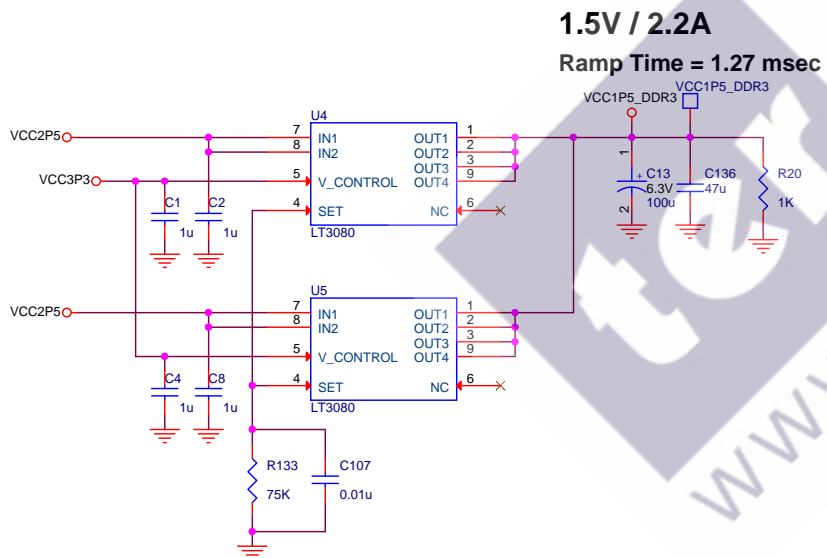 1.5V / 2.2A
Ramp Time = 1.27 msec
VCC1P5_DDR3
VCC1P5_DDR3
U4
VCC2P5
7 IN1 OUT1 1
8 IN2 OUT2 2
OUT3 3
VCC3P3
5 V_CONTROL OUT4 9
4 SET NC 6
LT3080
C1
1u
C2
1u
1
+ C13
6.3V
100u
2
C136
47u
R20
1K
U5
VCC2P5
7 IN1 OUT1 1
8 IN2 OUT2 2
OUT3 3
5 V_CONTROL OUT4 9
4 SET NC 6
LT3080
C4
1u
C8
1u
R133
75K
C107
0.01u
ter
www